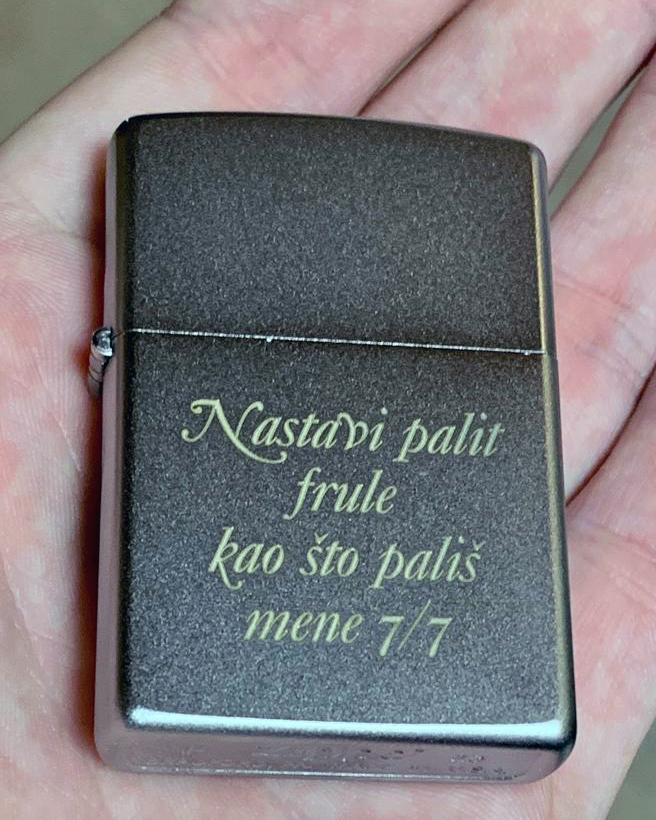 Nastavi palit
frule
kao što pališ
mene 7/7